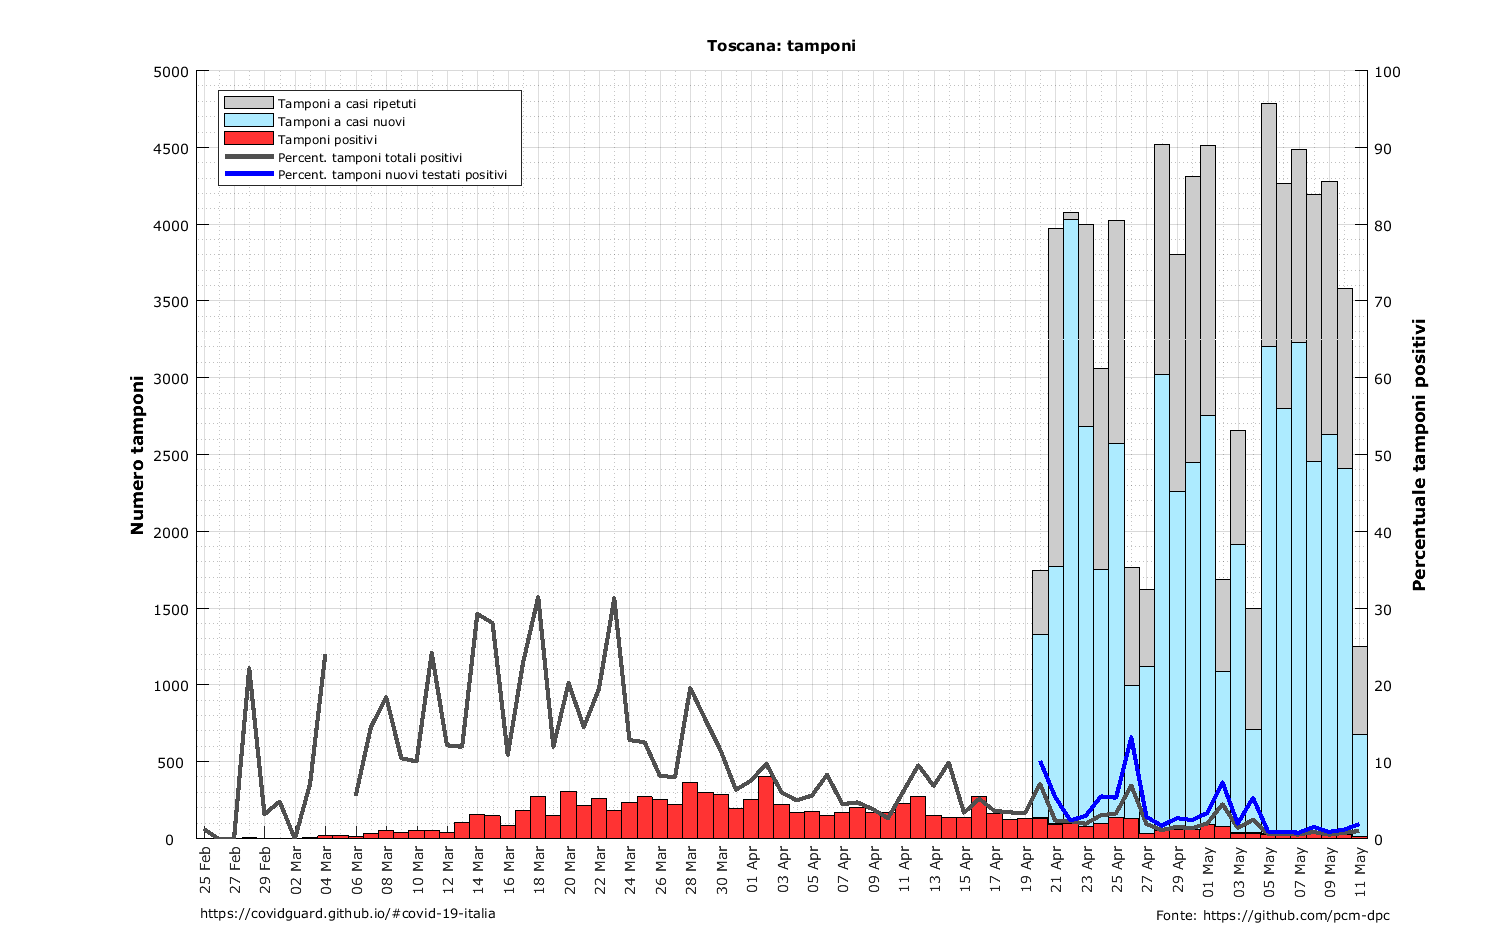 Toscana: tamponi
Tamponi a casi ripetuti
Tamponi a casi nuovi
Tamponi positivi
Percent. tamponi totali positivi
Percent. tamponi nuovi testati positivi
Numero tamponi
5000
4500
4000
3500
3000
2500
2000
1500
1000
500
0
100
90
80
70
60
50
40
30
20
10
0
Percentuale tamponi positivi
25 Feb
27 Feb
29 Feb
02 Mar
04 Mar
06 Mar
08 Mar
10 Mar
12 Mar
14 Mar
16 Mar
18 Mar
20 Mar
22 Mar
24 Mar
26 Mar
28 Mar
30 Mar
01 Apr
03 Apr
05 Apr
07 Apr
09 Apr
11 Apr
13 Apr
15 Apr
17 Apr
19 Apr
21 Apr
23 Apr
25 Apr
27 Apr
29 Apr
01 May
03 May
05 May
07 May
09 May
11 May
https://covidguard.github.io/#covid-19-italia
Fonte: https://github.com/pcm-dpc